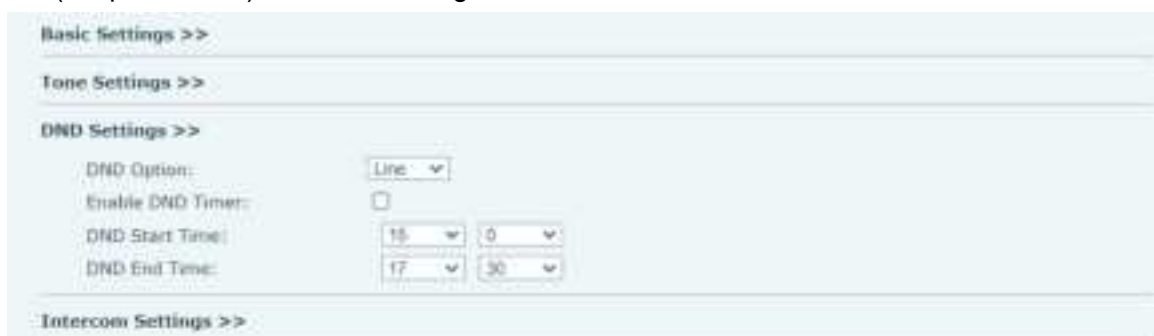 Basic Settings >>
Tone Settings >>
DND Settings >>
DND Option: Line
Enable DND Timer:
DND Start Time: 15 0
DND End Time: 17 30
Intercom Settings >>